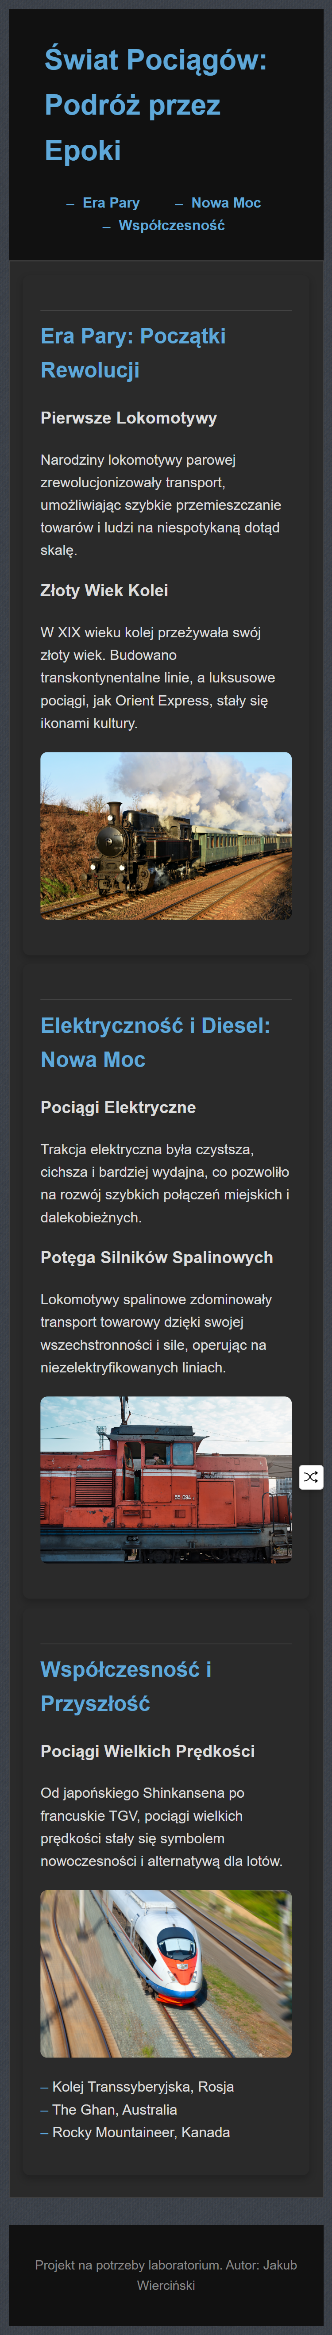 Świat Pociągów:
Podróż przez
Epoki
– Era Pary – Nowa Moc
– Współczesność
Era Pary: Początki
Rewolucji
Pierwsze Lokomotywy
Narodziny lokomotywy parowej
zrewolucjonizowały transport,
umożliwiając szybkie przemieszczanie
towarów i ludzi na niespotykaną dotąd
skalę.
Złoty Wiek Kolei
W XIX wieku kolej przeżywała swój
złoty wiek. Budowano
transkontynentalne linie, a luksusowe
pociągi, jak Orient Express, stały się
ikonami kultury.
Elektryczność i Diesel:
Nowa Moc
Pociągi Elektryczne
Trakcja elektryczna była czystsza,
cichsza i bardziej wydajna, co pozwoliło
na rozwój szybkich połączeń miejskich i
dalekobieżnych.
Potęga Silników Spalinowych
Lokomotywy spalinowe zdominowały
transport towarowy dzięki swojej
wszechstronności i sile, operując na
niezelektryfikowanych liniach.
Współczesność i
Przyszłość
Pociągi Wielkich Prędkości
Od japońskiego Shinkansena po
francuskie TGV, pociągi wielkich
prędkości stały się symbolem
nowoczesności i alternatywą dla lotów.
– Kolej Transsyberyjska, Rosja
– The Ghan, Australia
– Rocky Mountaineer, Kanada
Projekt na potrzeby laboratorium. Autor: Jakub
Wierciński